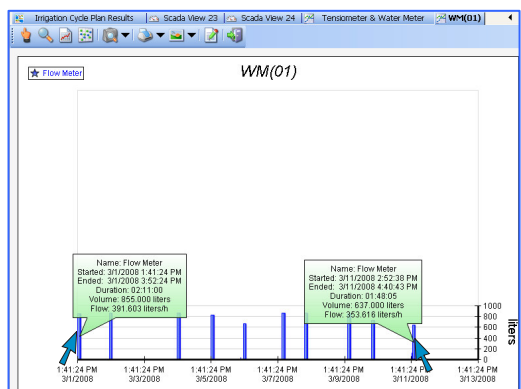 Irrigation Cycle Plan Results
Scada View 23
Scada View 24
Tensiometer & Water Meter
WM(01)
Flow Meter
WM(01)
Name: Flow Meter
Started: 3/1/2008 1:41:24 PM
Ended: 3/1/2008 3:52:24 PM
Duration: 02:11:00
Volume: 855.000 liters
Flow: 391.603 liters/h
Name: Flow Meter
Started: 3/11/2008 2:52:38 PM
Ended: 3/11/2008 4:40:43 PM
Duration: 01:48:05
Volume: 637.000 liters
Flow: 353.616 liters/h
1000
800
600
400
200
0
liters
1:41:24 PM 1:41:24 PM 1:41:24 PM 1:41:24 PM 1:41:24 PM 1:41:24 PM 1:41:24 PM
3/1/2008 3/3/2008 3/5/2008 3/7/2008 3/9/2008 3/11/2008 3/13/2008